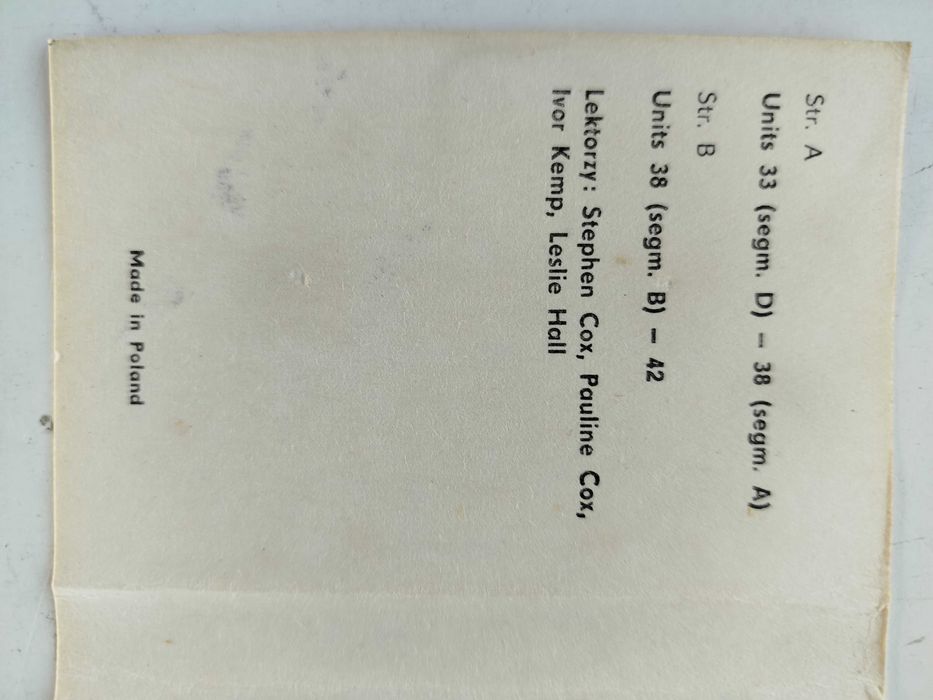 Str. A
Units 33 (segm. D) – 38 (segm. A)
Str. B
Units 38 (segm. B) – 42
Lektorzy: Stephen Cox, Pauline Cox,
Ivor Kemp, Leslie Hall
Made in Poland